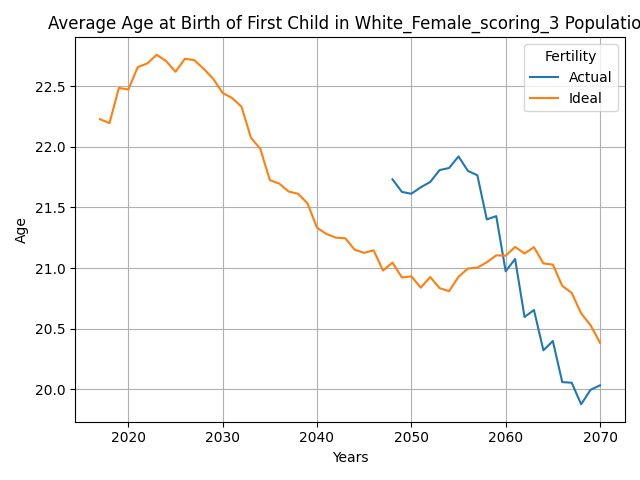 Average Age at Birth of First Child in White_Female_scoring_3 Populatio
Fertility
Actual
Ideal
22.5
22.0
21.5
21.0
20.5
20.0
Age
2020 2030 2040 2050 2060 2070
Years